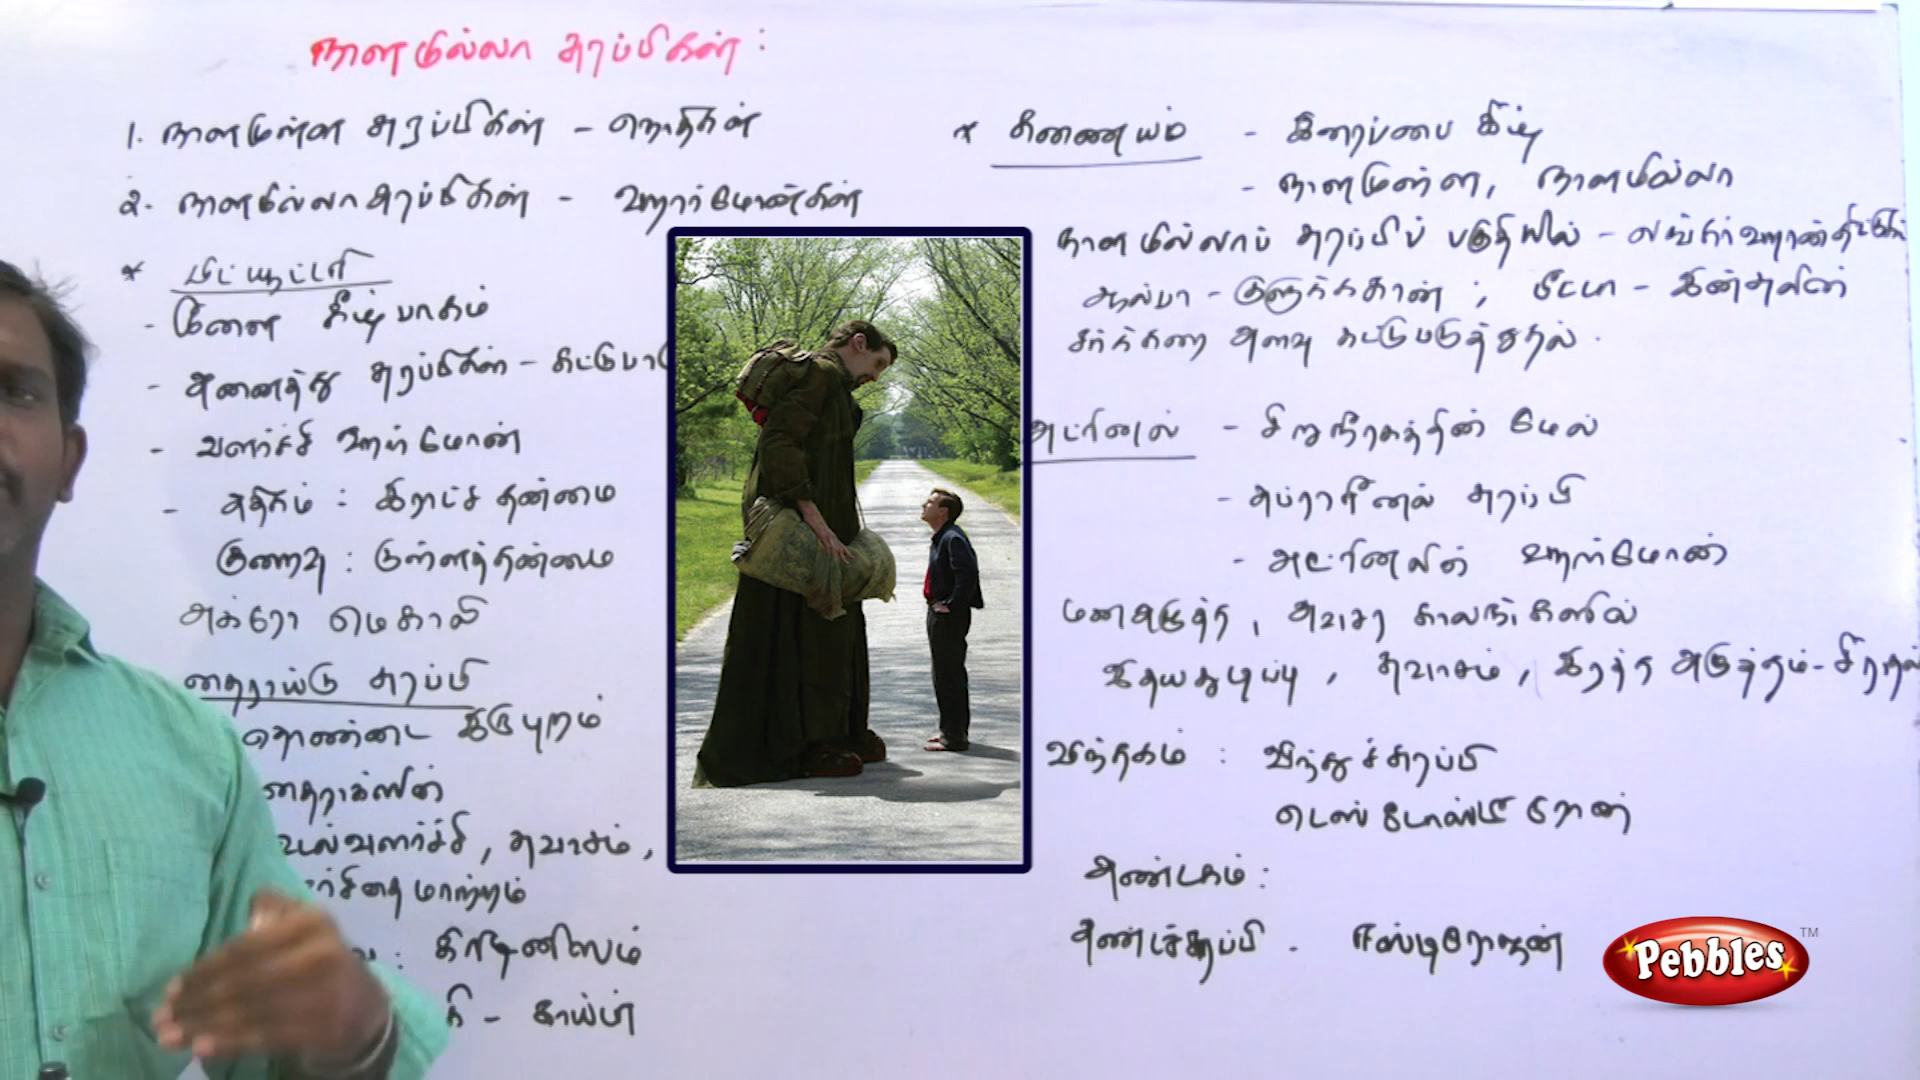 நாளமில்லா சுரப்பிகள் :
1. நாளமுள்ள சுரப்பிகள் - நொதிகள்
2. நாளமில்லா சுரப்பிகள் - ஹார்மோன்கள்
* பிட்யூட்டரி
- மூளை கீழ் பாகம்
- அனைத்து சுரப்பிகள் - கட்டுபாடு
- வளர்ச்சி ஹார்மோன்
- அதிகம் : இராட்ச தன்மை
குறைவு : குள்ளத்தன்மை
அக்ரோ மெகாலி
தைராய்டு சுரப்பி
தொண்டை இருபுறம்
தைராக்ஸின்
உடல்வளர்ச்சி, சுவாசம்,
வளர்சிதை மாற்றம்
: கிரிடினிஸம்
- காய்டர்
* கணையம் - இரைப்பை கீழ்
- நாளமுள்ள, நாளமில்லா
நாளமில்லாப் சுரப்பிப் பகுதியில் - லங்கர்ஹான் திட்டுகள்
ஆல்பா - குளுக்ககான் ; பீட்டா - இன்சுலின்
சர்க்கரை அளவு கட்டுபடுத்துதல் .
அட்ரினல் - சிறுநீரகத்தின் மேல்
- சுப்ராரீனல் சுரப்பி
- அட்ரினலின் ஹார்மோன்
மனஅழுத்த , அவசர காலங்களில்
இதயதுடிப்பு , சுவாசம் , இரத்த அழுத்தம் - சீராதல்
விந்தகம் : விந்துச்சுரப்பி
டெஸ்டோஸ்டீரோன்
அண்டகம் :
அண்டச்சுரப்பி - ஈஸ்டிரோஜன்
Pebbles™